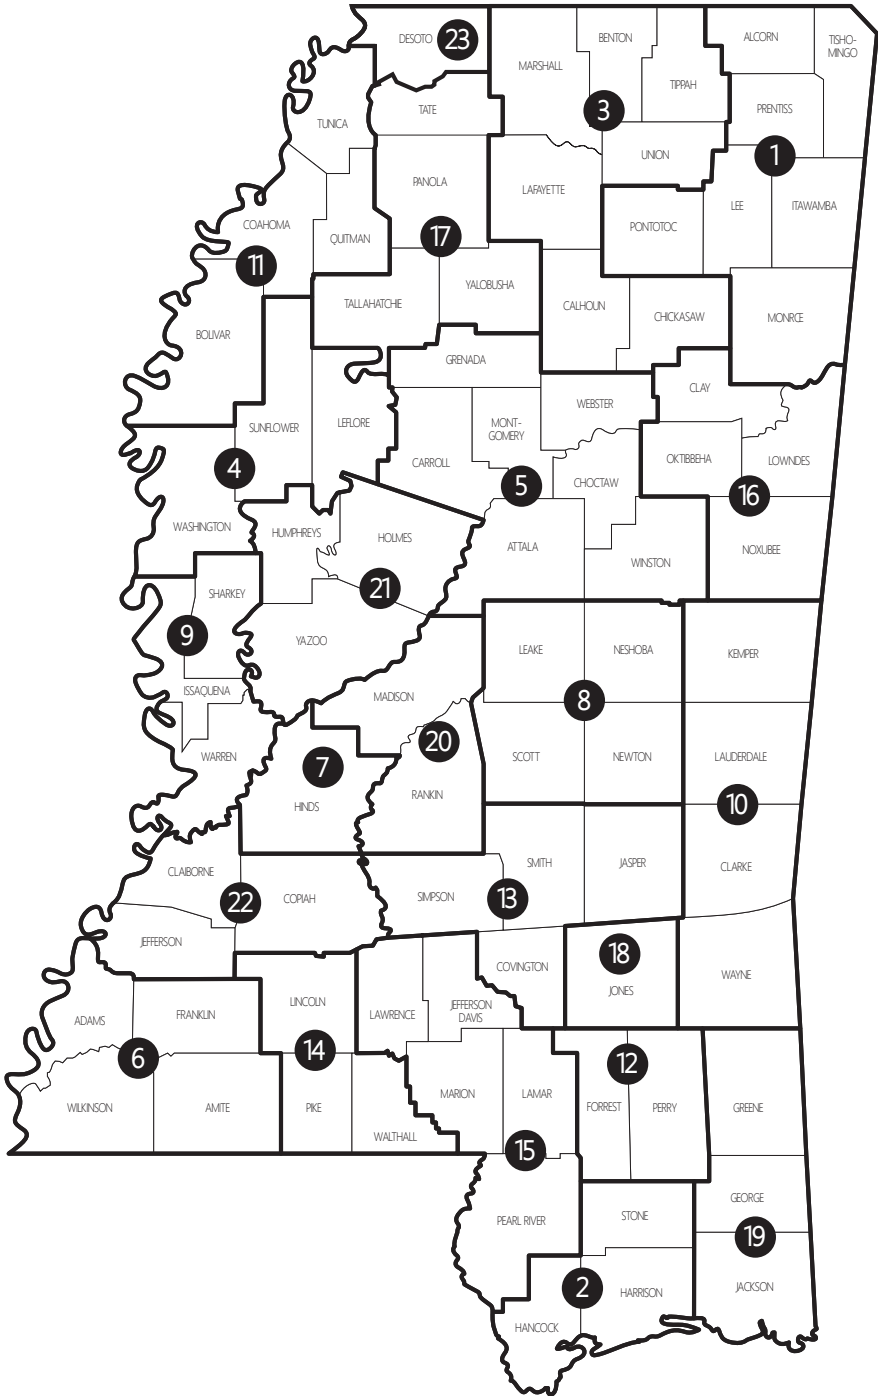 DESOTO
23
BENTON
ALCORN
TISHO-
MINGO
MARSHALL
TIPPAH
TATE
3
PRENTISS
TUNICA
UNION
1
PANOLA
LAFAYETTE
LEE
ITAWAMBA
COAHOMA
QUITMAN
17
PONTOTOC
11
TALLAHATCHIE
YALOBUSHA
CALHOUN
CHICKASAW
MONRCE
BOLIVAR
GRENADA
CLAY
WEBSTER
SUNFLOWER
LEFLORE
MONT-
GOMERY
CARROLL
OKTIBBEHA
LOWNDES
4
5
CHOCTAW
16
WASHINGTON
HUMPHREYS
HOLMES
ATTALA
WINSTON
NOXUBEE
SHARKEY
21
9
YAZOO
LEAKE
NESHOBA
KEMPER
ISSAQUENA
MADISON
8
WARREN
20
7
SCOTT
NEWTON
LAUDERDALE
HINDS
RANKIN
10
CLAIBORNE
SMITH
JASPER
CLARKE
22
COPIAH
SIMPSON
13
JEFFERSON
18
COVINGTON
WAYNE
JONES
ADAMS
FRANKLIN
LINCOLN
LAWRENCE
JEFFERSON
DAVIS
6
14
12
WILKINSON
AMITE
PIKE
WALTHALL
MARION
LAMAR
FORREST
PERRY
GREENE
15
PEARL RIVER
STONE
GEORGE
19
2
HARRISON
JACKSON
HANCOCK